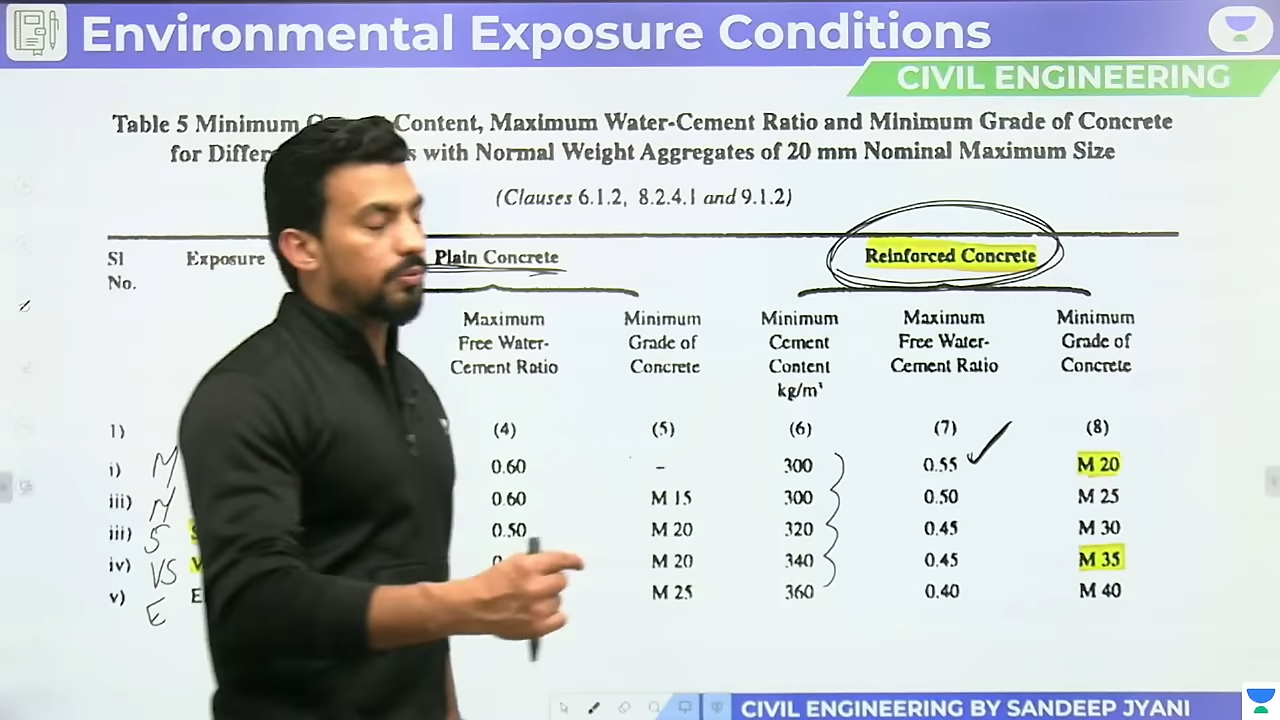 Environmental Exposure Conditions
CIVIL ENGINEERING
Table 5 Minimum Content, Maximum Water-Cement Ratio and Minimum Grade of Concrete
for with Normal Weight Aggregates of 20 mm Nominal Maximum Size
(Clauses 6.1.2, 8.2.4.1 and 9.1.2)
Sl No. Exposure Plain Concrete Reinforced Concrete
Maximum Minimum Minimum Maximum Minimum
Free Water- Grade of Cement Free Water- Grade of
Cement Ratio Concrete Content Cement Ratio Concrete
kg/m³
1) (4) (5) (6) (7) (8)
i) M 0.60 – 300 0.55 M 20
iii) M 0.60 M 15 300 0.50 M 25
iii) S 0.50 M 20 320 0.45 M 30
iv) VS M 20 340 0.45 M 35
v) E M 25 360 0.40 M 40
E
CIVIL ENGINEERING BY SANDEEP JYANI